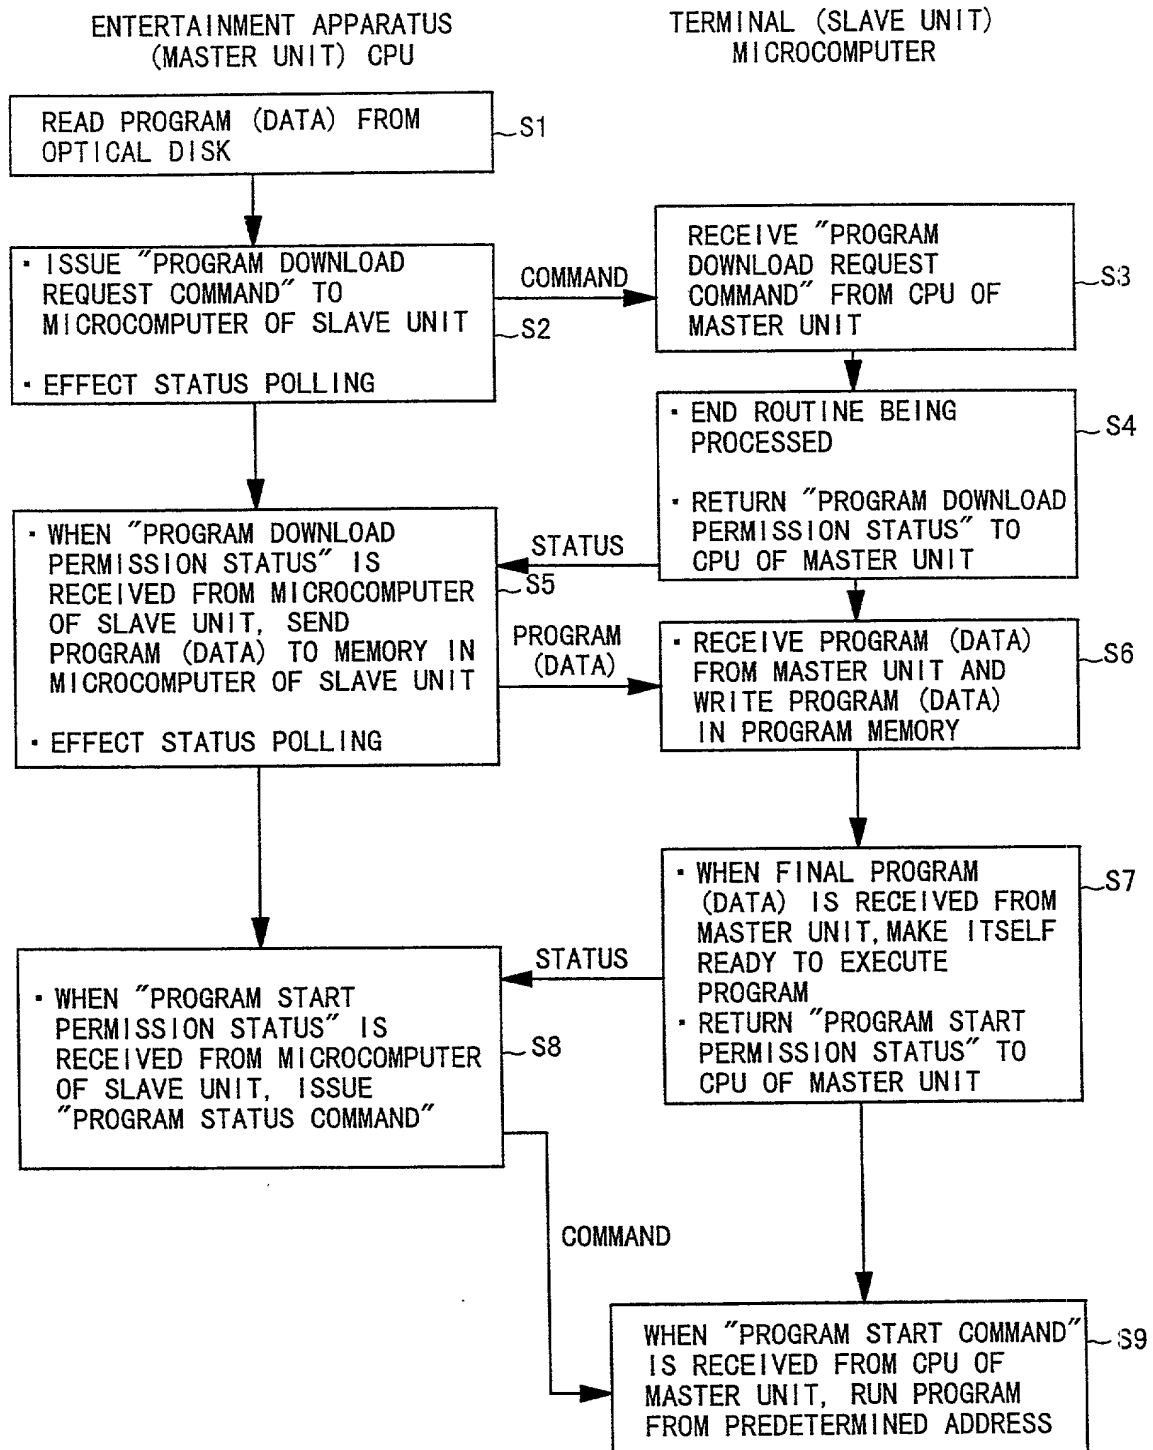 ENTERTAINMENT APPARATUS
(MASTER UNIT) CPU
TERMINAL (SLAVE UNIT)
MICROCOMPUTER
READ PROGRAM (DATA) FROM
OPTICAL DISK
S1
· ISSUE "PROGRAM DOWNLOAD
REQUEST COMMAND" TO
MICROCOMPUTER OF SLAVE UNIT
· EFFECT STATUS POLLING
S2
COMMAND
RECEIVE "PROGRAM
DOWNLOAD REQUEST
COMMAND" FROM CPU OF
MASTER UNIT
S3
· END ROUTINE BEING
PROCESSED
· RETURN "PROGRAM DOWNLOAD
PERMISSION STATUS" TO
CPU OF MASTER UNIT
S4
STATUS
· WHEN "PROGRAM DOWNLOAD
PERMISSION STATUS" IS
RECEIVED FROM MICROCOMPUTER
OF SLAVE UNIT, SEND
PROGRAM (DATA) TO MEMORY IN
MICROCOMPUTER OF SLAVE UNIT
· EFFECT STATUS POLLING
S5
PROGRAM
(DATA)
· RECEIVE PROGRAM (DATA)
FROM MASTER UNIT AND
WRITE PROGRAM (DATA)
IN PROGRAM MEMORY
S6
· WHEN FINAL PROGRAM
(DATA) IS RECEIVED FROM
MASTER UNIT, MAKE ITSELF
READY TO EXECUTE
PROGRAM
· RETURN "PROGRAM START
PERMISSION STATUS" TO
CPU OF MASTER UNIT
S7
STATUS
· WHEN "PROGRAM START
PERMISSION STATUS" IS
RECEIVED FROM MICROCOMPUTER
OF SLAVE UNIT, ISSUE
"PROGRAM STATUS COMMAND"
S8
COMMAND
WHEN "PROGRAM START COMMAND"
IS RECEIVED FROM CPU OF
MASTER UNIT, RUN PROGRAM
FROM PREDETERMINED ADDRESS
S9